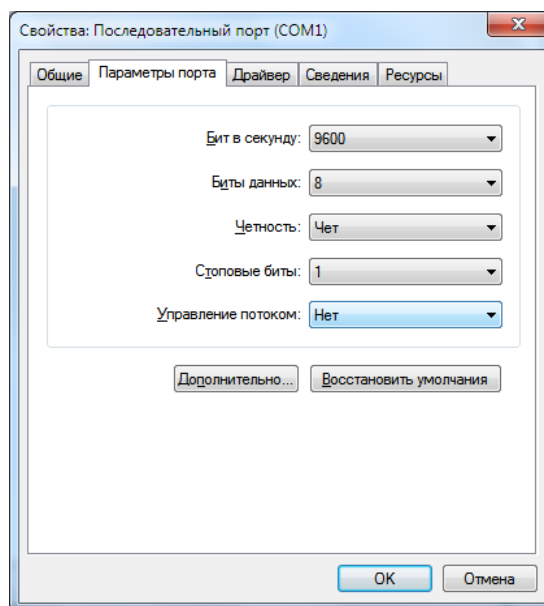 Свойства: Последовательный порт (COM1)
Общие Параметры порта Драйвер Сведения Ресурсы
Бит в секунду: 9600
Биты данных: 8
Четность: Чет
Стоповые биты: 1
Управление потоком: Нет
Дополнительно... Восстановить умолчания
OK Отмена